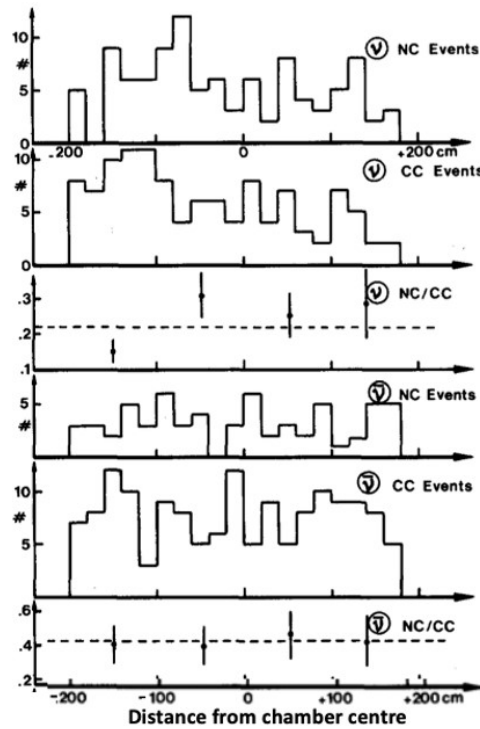 10
#
5
0
ν NC Events
-200
0
+200 cm
10
#
5
0
ν CC Events
.3
.2
.1
ν NC/CC
5
#
ν̄ NC Events
10
#
5
ν̄ CC Events
.6
.4
.2
ν̄ NC/CC
-200 -100 0 +100 +200 cm
Distance from chamber centre